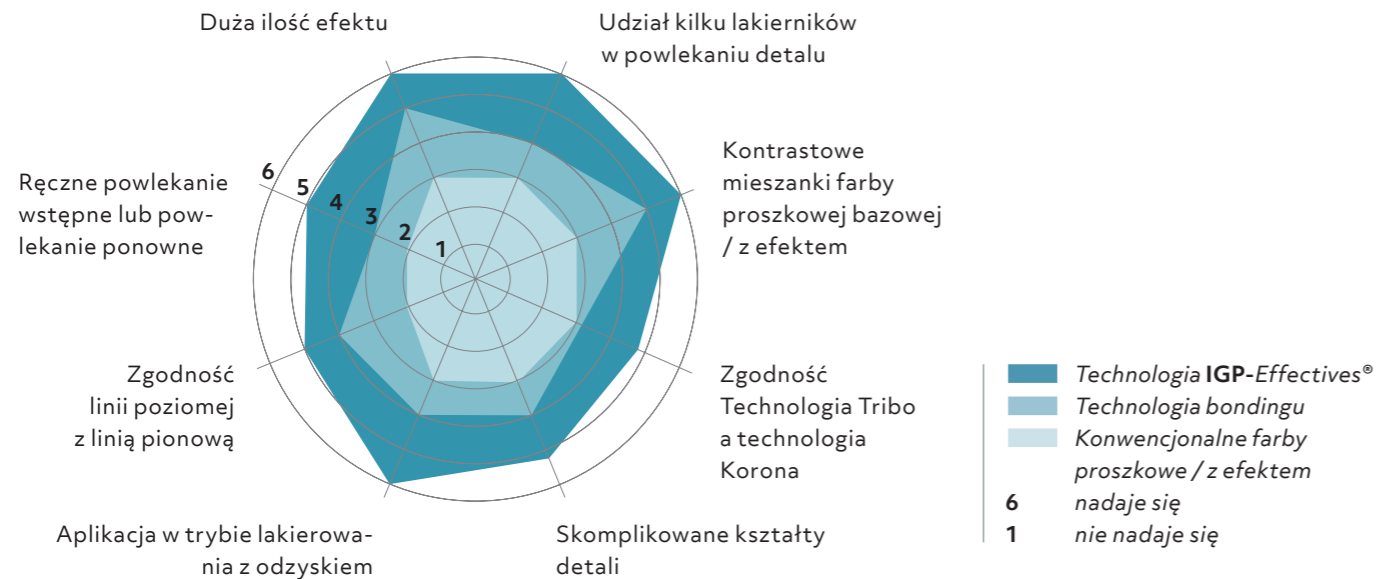 Duża ilość efektu
Udział kilku lakierników
w powlekaniu detalu
Kontrastowe
mieszanki farby
proszkowej bazowej
/ z efektem
Ręczne powlekanie
wstępne lub pow-
lekanie ponowne
6
5
4
3
2
1
Zgodność
linii poziomej
z linią pionową
Zgodność
Technologia Tribo
a technologia
Korona
Aplikacja w trybie lakierowa-
nia z odzyskiem
Skomplikowane kształty
detali
Technologia IGP-Effectives®
Technologia bondingu
Konwencjonalne farby
proszkowe / z efektem
6 nadaje się
1 nie nadaje się